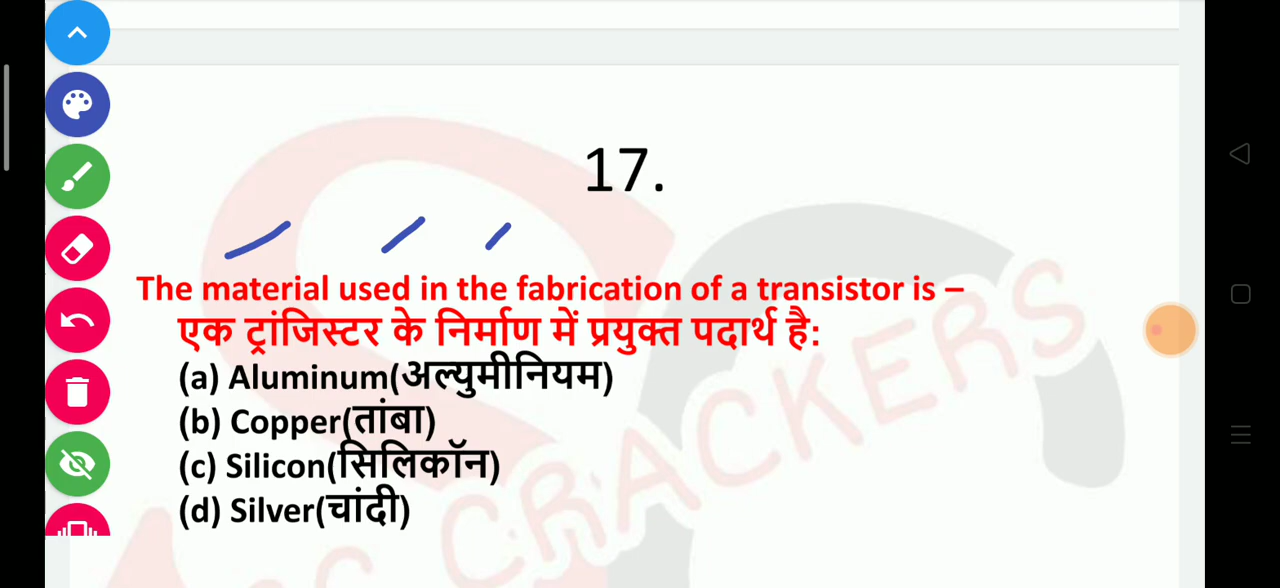 17.
The material used in the fabrication of a transistor is –
एक ट्रांजिस्टर के निर्माण में प्रयुक्त पदार्थ है:
(a) Aluminum(अल्युमीनियम)
(b) Copper(तांबा)
(c) Silicon(सिलिकॉन)
(d) Silver(चांदी)
CRACKERS